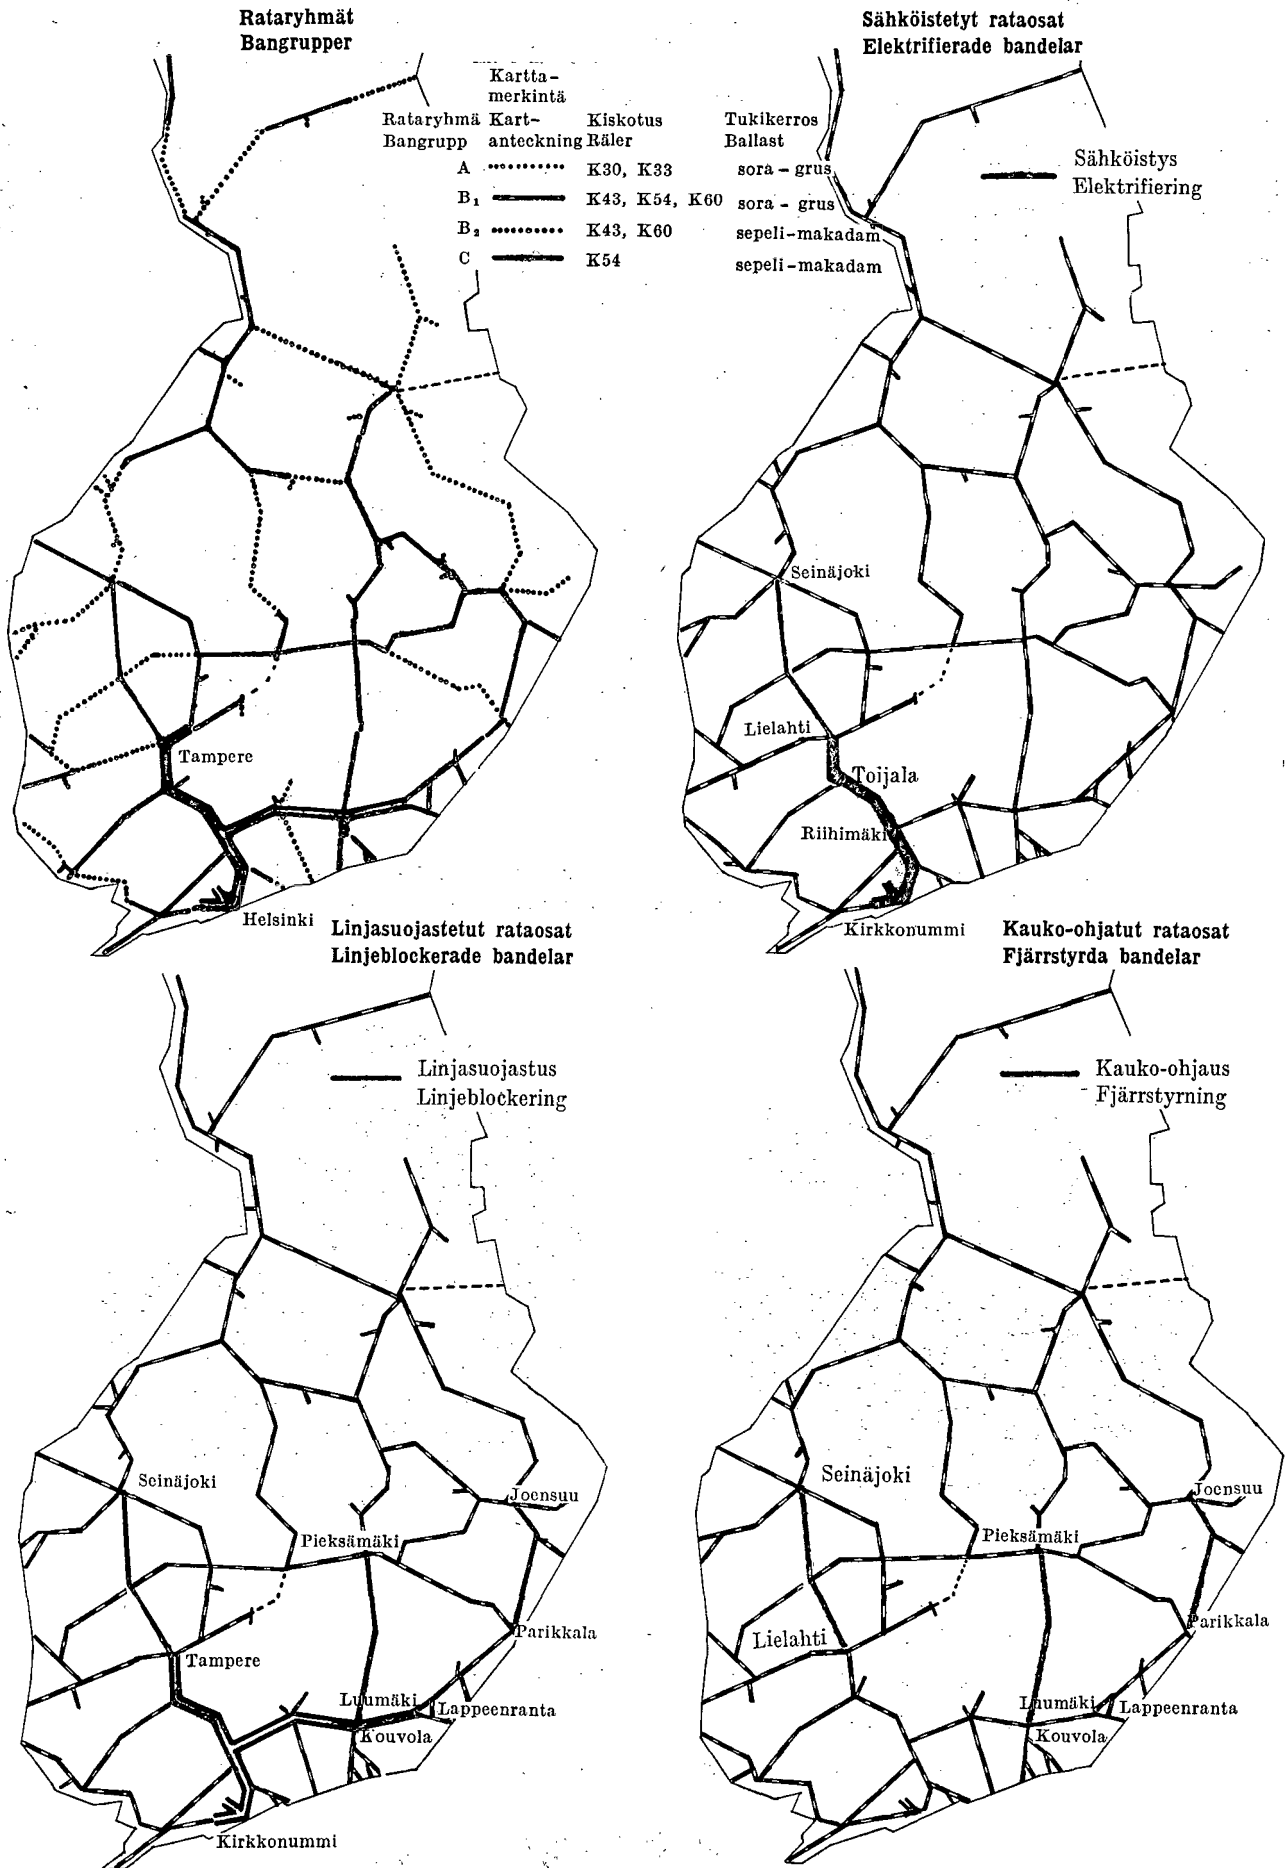 Rataryhmät
Bangrupper
Kartta-
merkintä
Rataryhmä Kart- Kiskotus Tukikerros
Bangrupp anteckning Räler Ballast
A K30, K33 sora - grus
B₁ K43, K54, K60 sora - grus
B₂ K43, K60 sepeli-makadam
C K54 sepeli-makadam
Tampere
Helsinki
Sähköistetyt rataosat
Elektrifierade bandelar
Sähköistys
Elektrifiering
Seinäjoki
Lielahti
Toijala
Riihimäki
Kirkkonummi
Linjasuojastetut rataosat
Linjeblockerade bandelar
Linjasuojastus
Linjeblockering
Seinäjoki
Joensuu
Pieksämäki
Parikkala
Tampere
Luumäki
Lappeenranta
Kouvola
Kirkkonummi
Kauko-ohjatut rataosat
Fjärrstyrda bandelar
Kauko-ohjaus
Fjärrstyrning
Seinäjoki
Joensuu
Pieksämäki
Parikkala
Lielahti
Luumäki
Lappeenranta
Kouvola